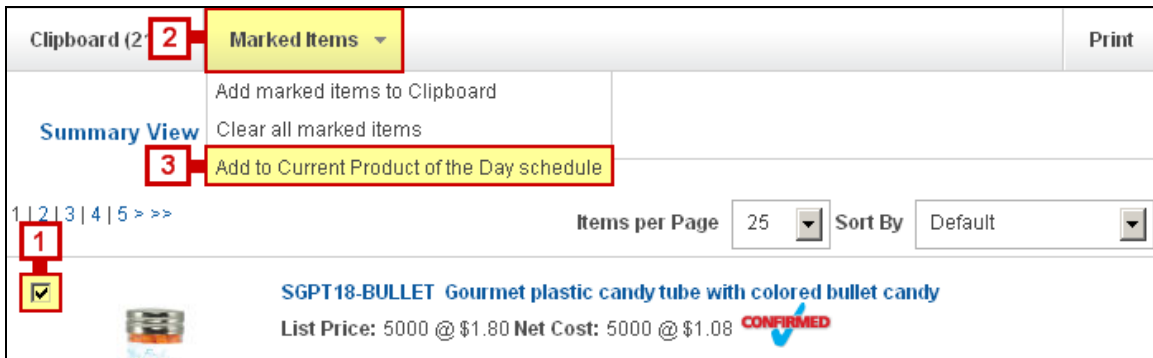 Clipboard (21 2 Marked Items Print
Add marked items to Clipboard
Summary View Clear all marked items
3 Add to Current Product of the Day schedule
1 | 2 | 3 | 4 | 5 > >> Items per Page 25 Sort By Default
1
SGPT18-BULLET Gourmet plastic candy tube with colored bullet candy
List Price: 5000 @ $1.80 Net Cost: 5000 @ $1.08 CONFIRMED